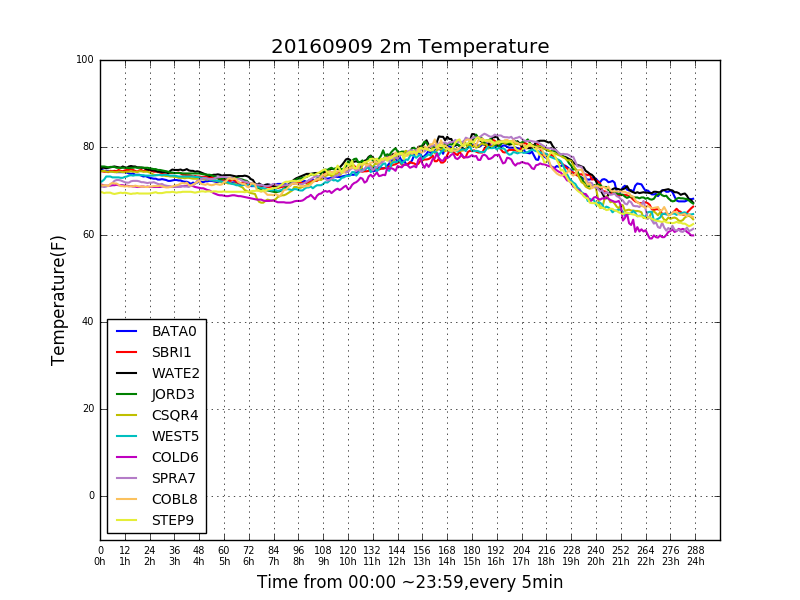 20160909 2m Temperature
100
80
60
40
20
0
Temperature(F)
BATA0
SBRI1
WATE2
JORD3
CSQR4
WEST5
COLD6
SPRA7
COBL8
STEP9
0 12 24 36 48 60 72 84 96 108 120 132 144 156 168 180 192 204 216 228 240 252 264 276 288
0h 1h 2h 3h 4h 5h 6h 7h 8h 9h 10h 11h 12h 13h 14h 15h 16h 17h 18h 19h 20h 21h 22h 23h 24h
Time from 00:00 ~23:59,every 5min